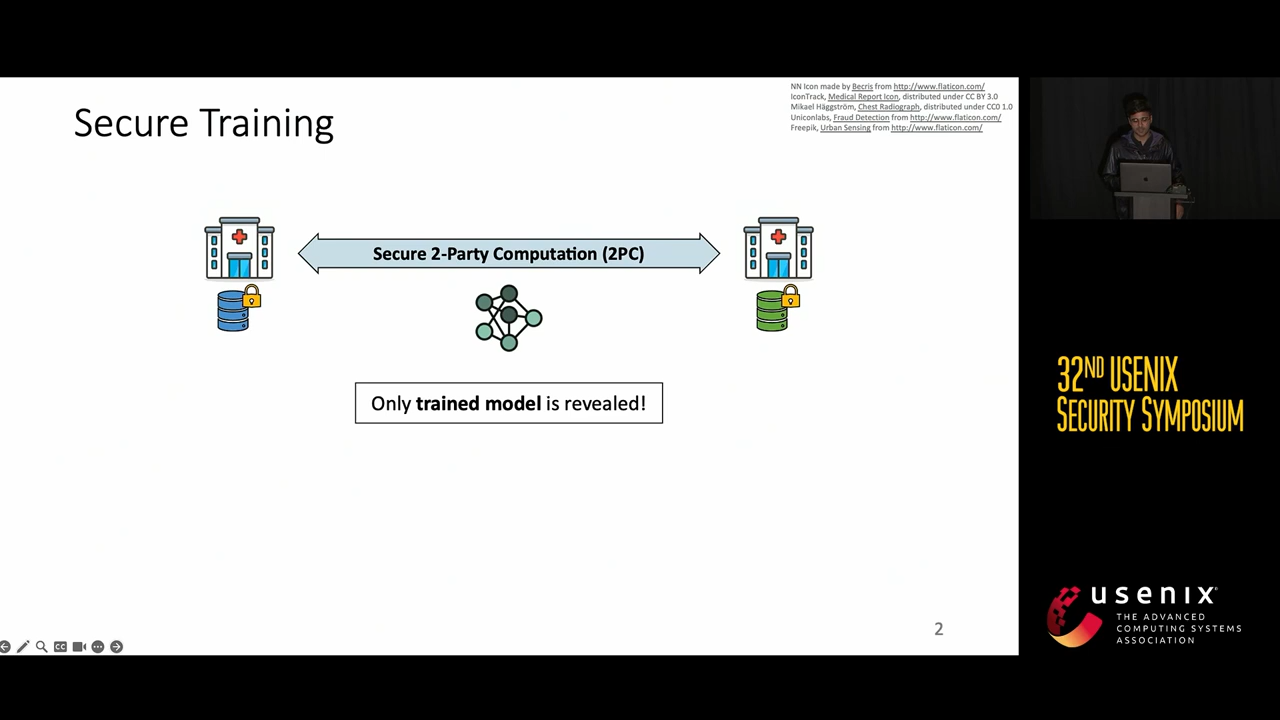 Secure Training
NN Icon made by Becris from http://www.flaticon.com/
IconTrack, Medical Report Icon, distributed under CC BY 3.0
Mikael Häggström, Chest Radiograph, distributed under CC0 1.0
Uniconlabs, Fraud Detection from http://www.flaticon.com/
Freepik, Urban Sensing from http://www.flaticon.com/
Secure 2-Party Computation (2PC)
Only trained model is revealed!
2
CC
32ND USENIX
SECURITY SYMPOSIUM
usenix
THE ADVANCED
COMPUTING SYSTEMS
ASSOCIATION